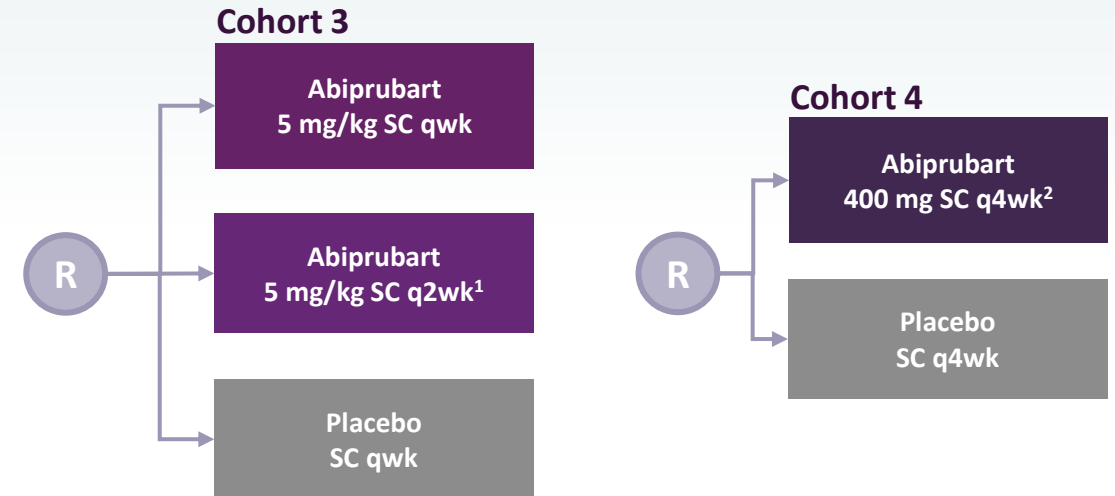 Cohort 3
R
Abiprubart
5 mg/kg SC qwk
Abiprubart
5 mg/kg SC q2wk¹
Placebo
SC qwk
Cohort 4
R
Abiprubart
400 mg SC q4wk²
Placebo
SC q4wk